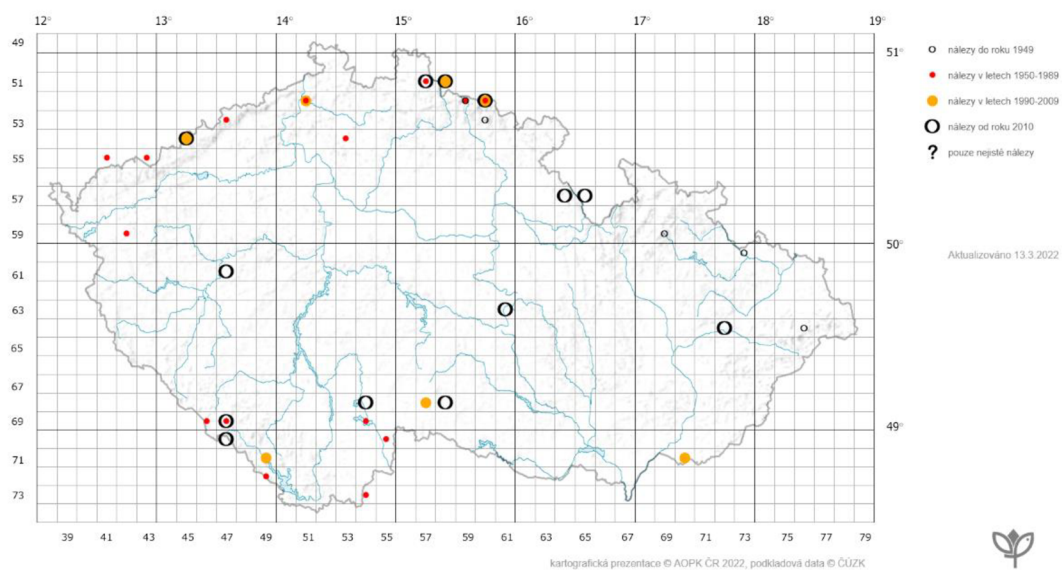 12° 13° 14° 15° 16° 17° 18° 19°
49 51°
51
53
55
57
59 50°
61
63
65
67
69 49°
71
73
39 41 43 45 47 49 51 53 55 57 59 61 63 65 67 69 71 73 75 77 79
nálezy do roku 1949
nálezy v letech 1950-1989
nálezy v letech 1990-2009
nálezy od roku 2010
? pouze nejisté nálezy
Aktualizováno 13.3.2022
kartografická prezentace © AOPK ČR 2022, podkladová data © ČÚZK